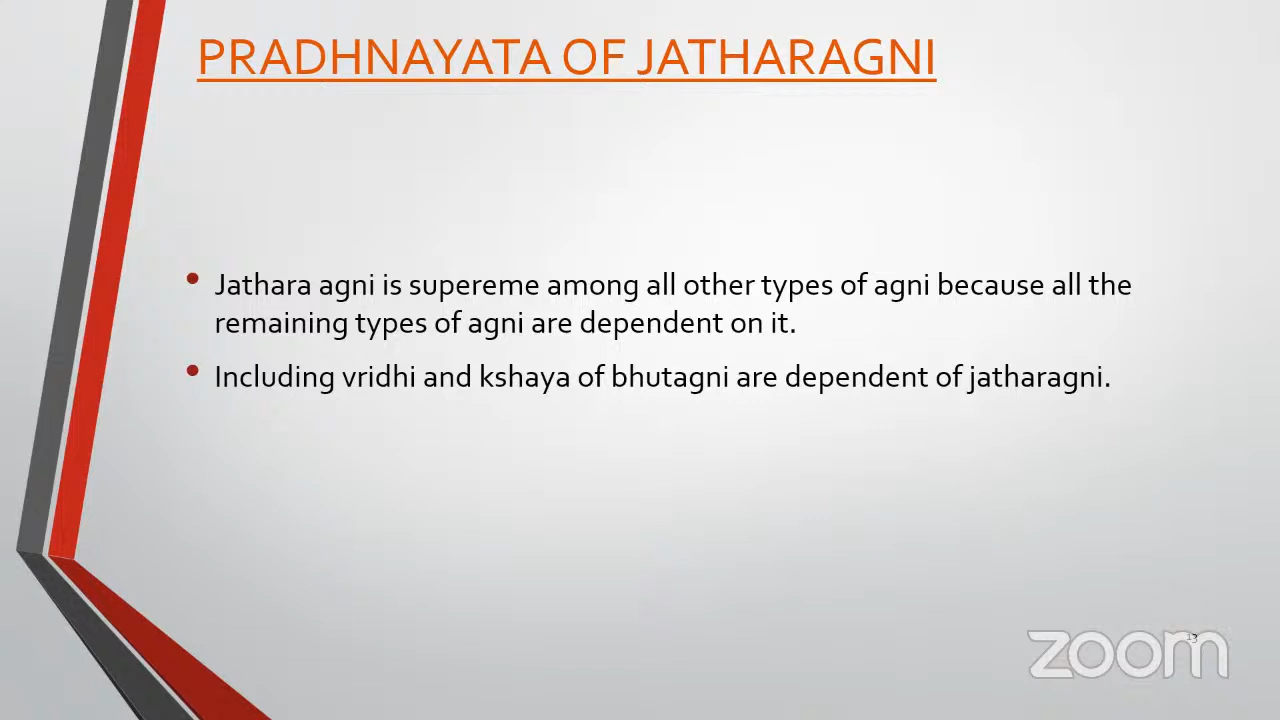 PRADHNAYATA OF JATHARAGNI
• Jathara agni is supereme among all other types of agni because all the
remaining types of agni are dependent on it.
• Including vridhi and kshaya of bhutagni are dependent of jatharagni.
13
zoom